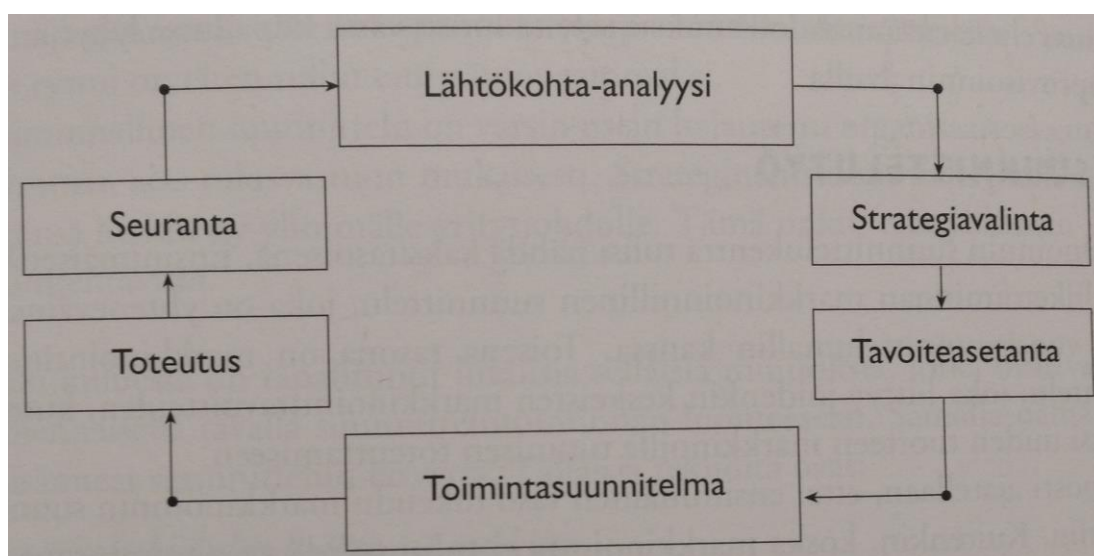 Lähtökohta-analyysi
Strategiavalinta
Tavoiteasetanta
Toimintasuunnitelma
Toteutus
Seuranta